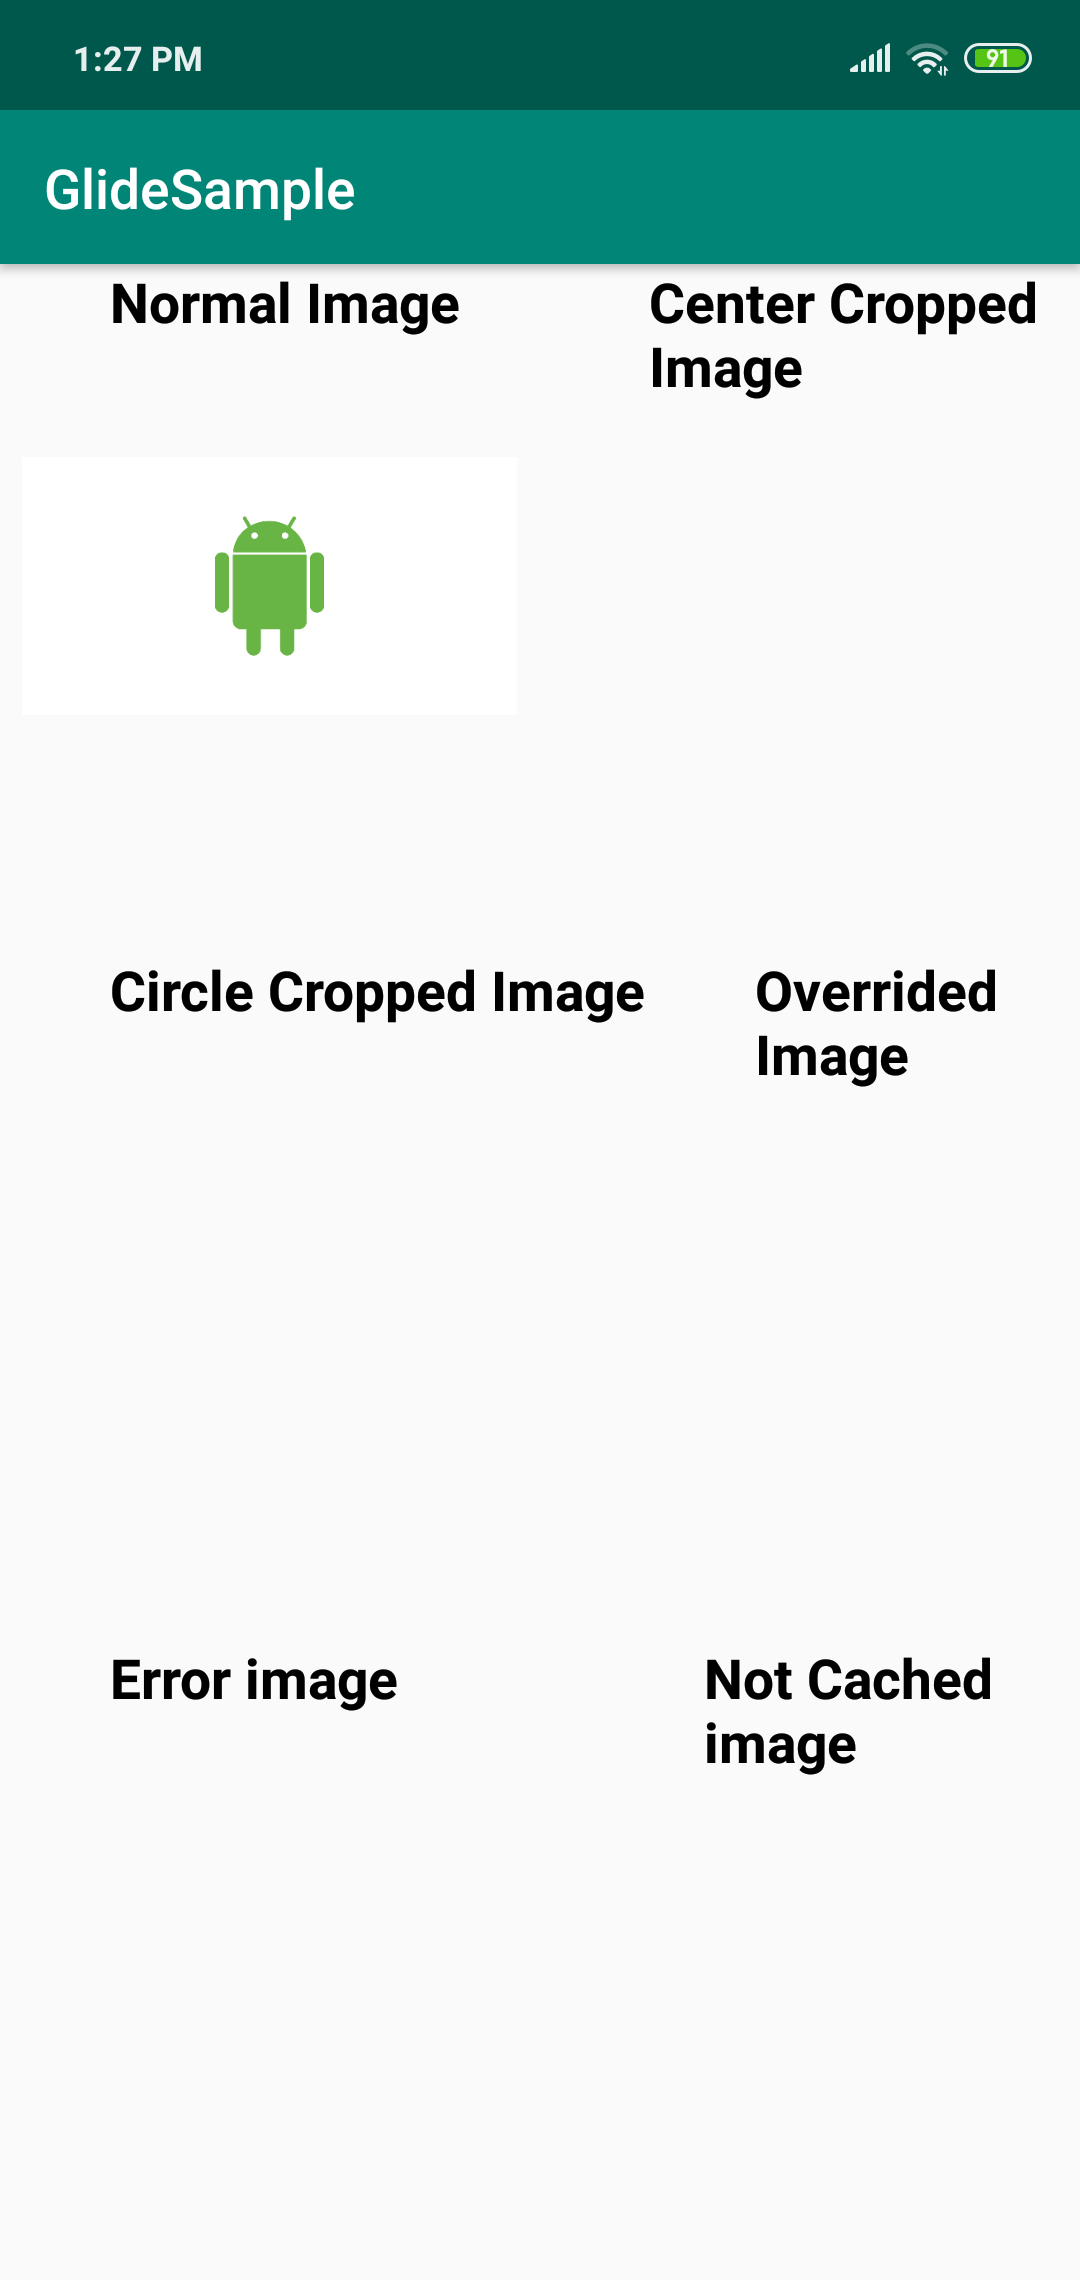 1:27 PM
91
GlideSample
Normal Image
Center Cropped
Image
Circle Cropped Image
Overrided
Image
Error image
Not Cached
image